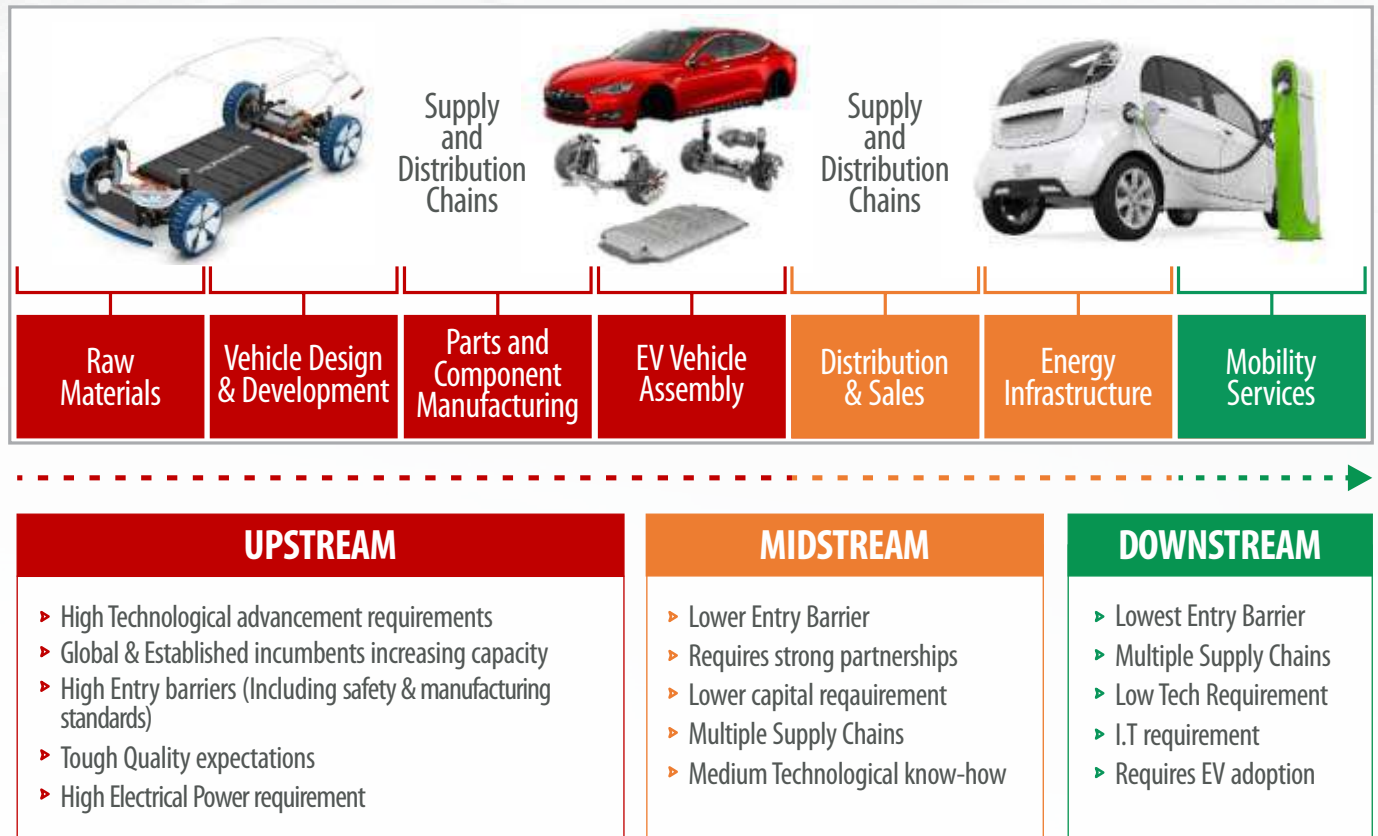 Supply
and
Distribution
Chains
Supply
and
Distribution
Chains
Raw
Materials
Vehicle Design
& Development
Parts and
Component
Manufacturing
EV Vehicle
Assembly
Distribution
& Sales
Energy
Infrastructure
Mobility
Services
UPSTREAM
High Technological advancement requirements
Global & Established incumbents increasing capacity
High Entry barriers (Including safety & manufacturing
standards)
Tough Quality expectations
High Electrical Power requirement
MIDSTREAM
Lower Entry Barrier
Requires strong partnerships
Lower capital reqauirement
Multiple Supply Chains
Medium Technological know-how
DOWNSTREAM
Lowest Entry Barrier
Multiple Supply Chains
Low Tech Requirement
I.T requirement
Requires EV adoption